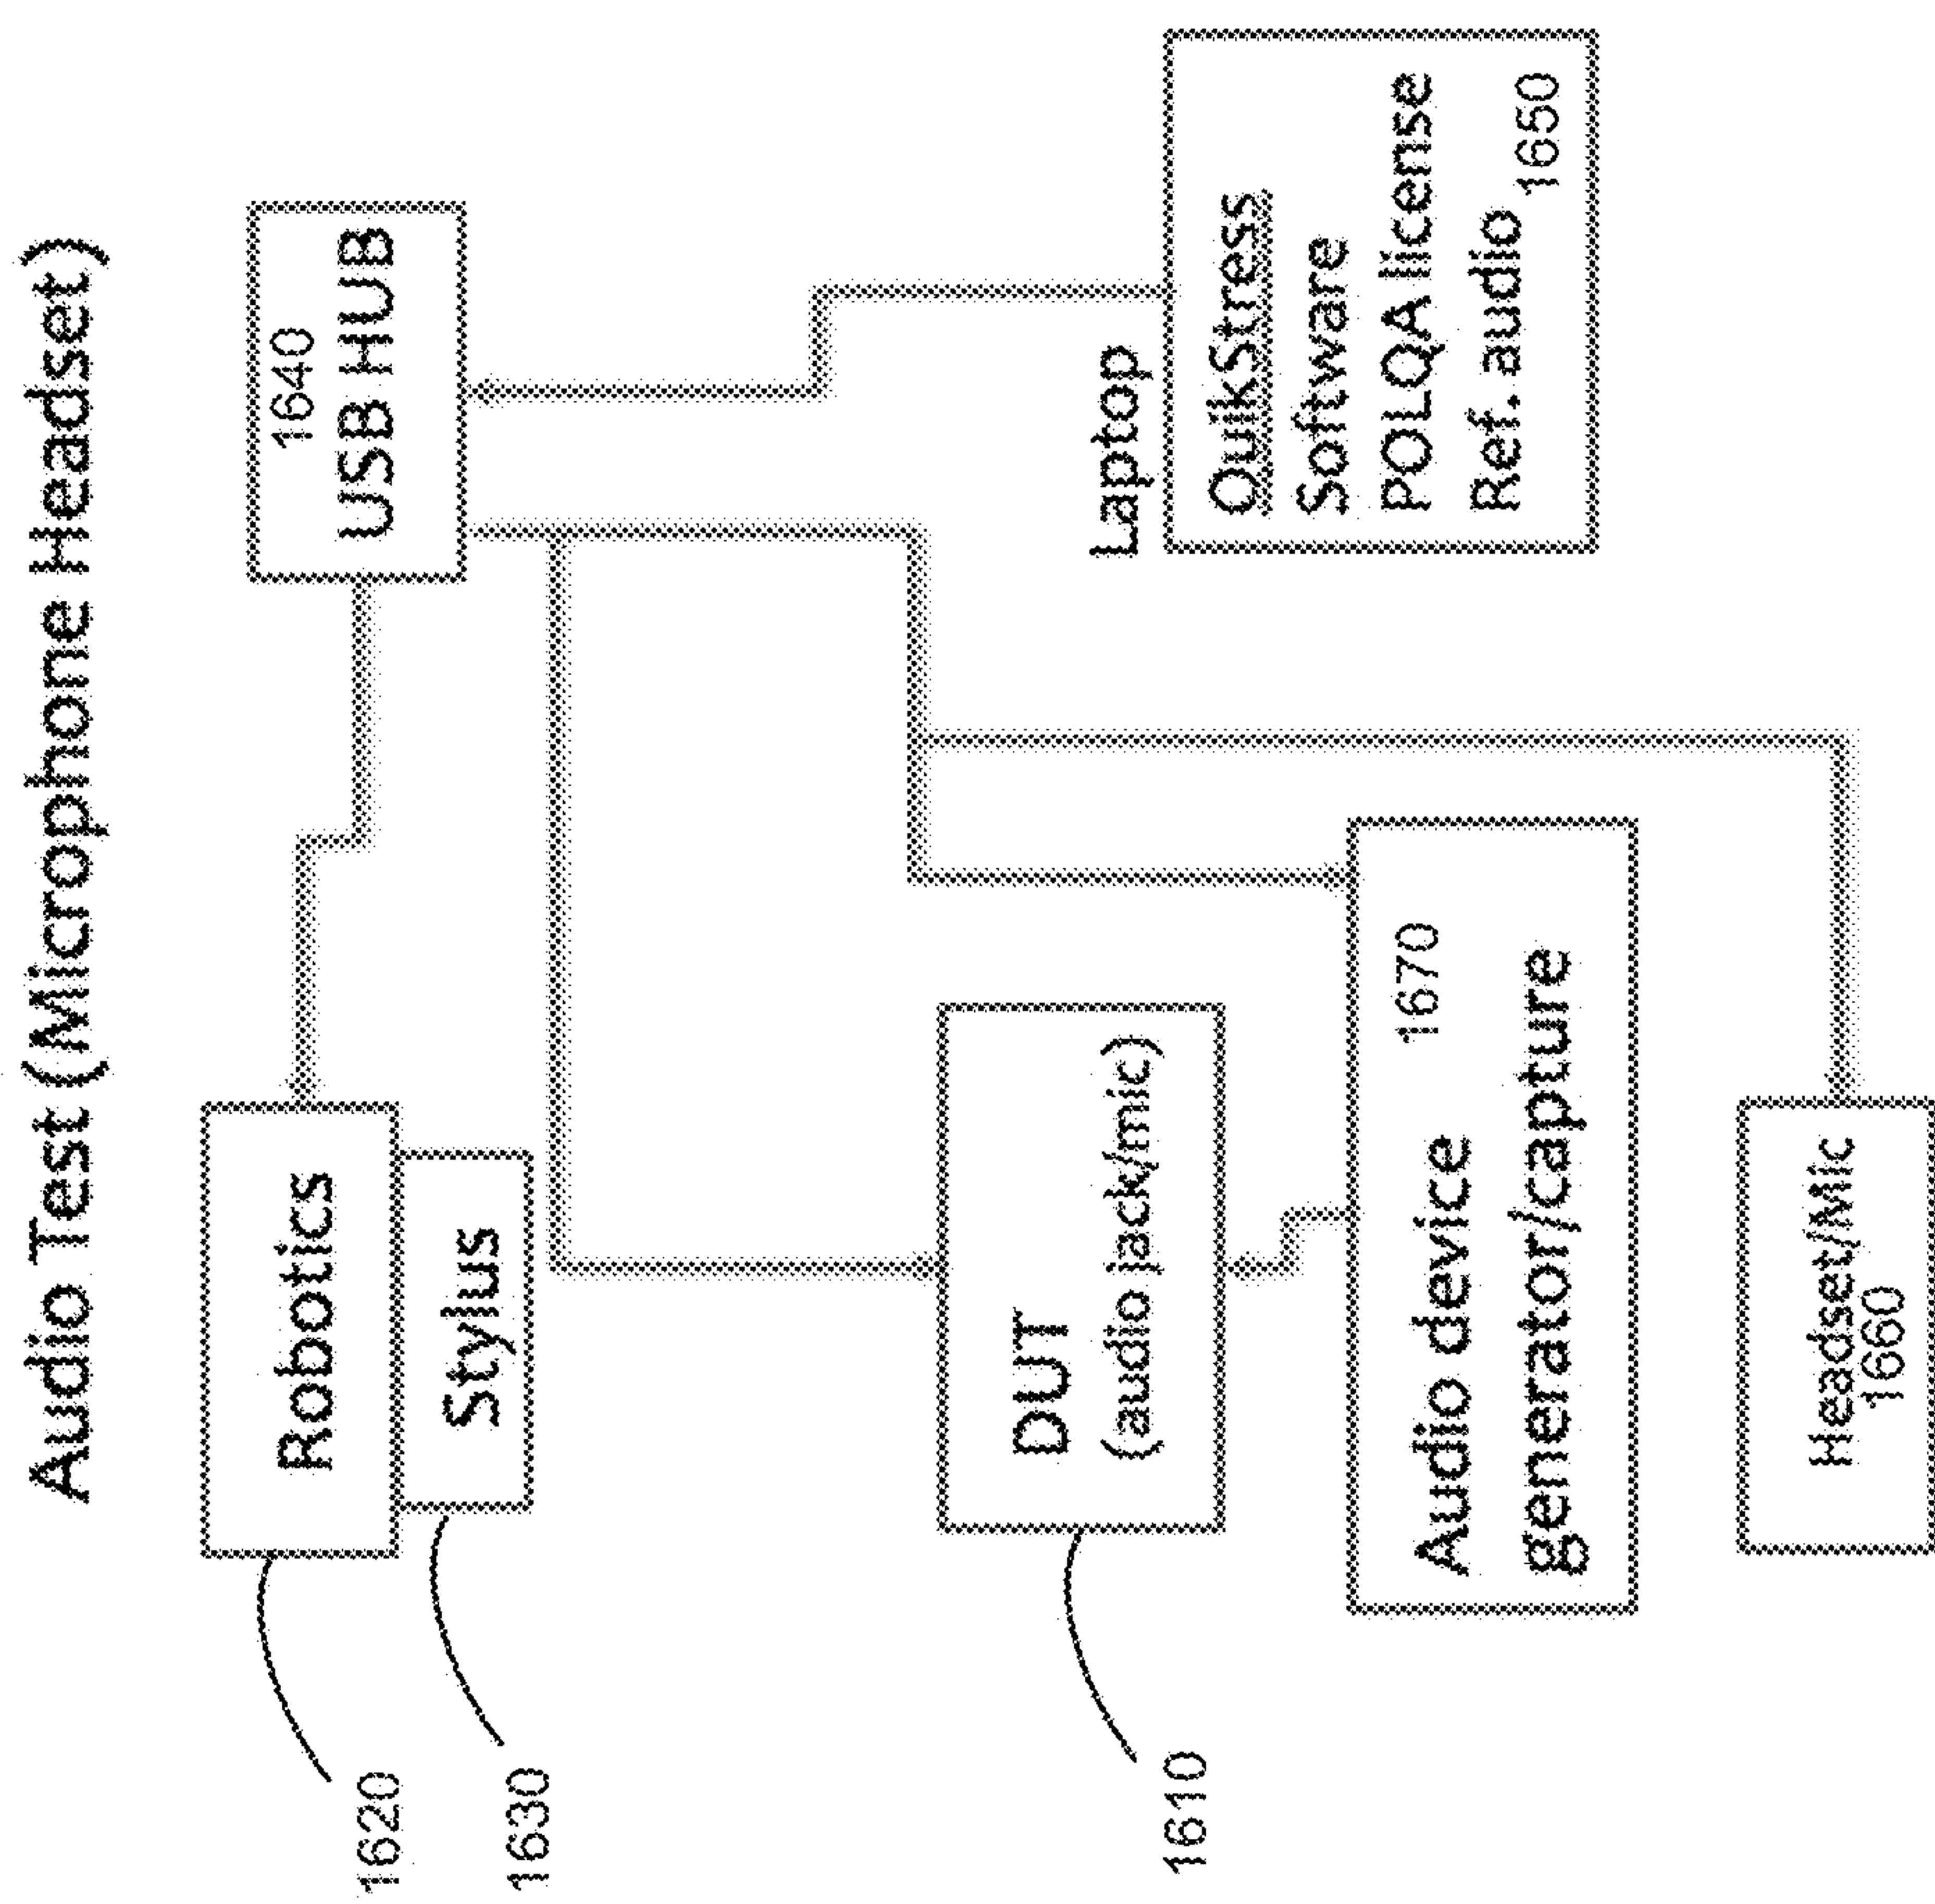 Audio Test (Microphone Headset)
Robotics
Stylus
1620
1630
1640
USB HUB
DUT
(audio jack/mic)
1610
Laptop
QuikStress
Software
POLQA license
Ref. audio
1650
1670
Audio device
generator/capture
Headset/Mic
1660